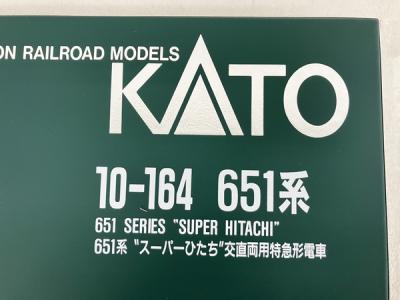 ON RAILROAD MODELS
KATO
10-164 651系
651 SERIES "SUPER HITACHI"
651系 "スーパーひたち"交直両用特急形電車